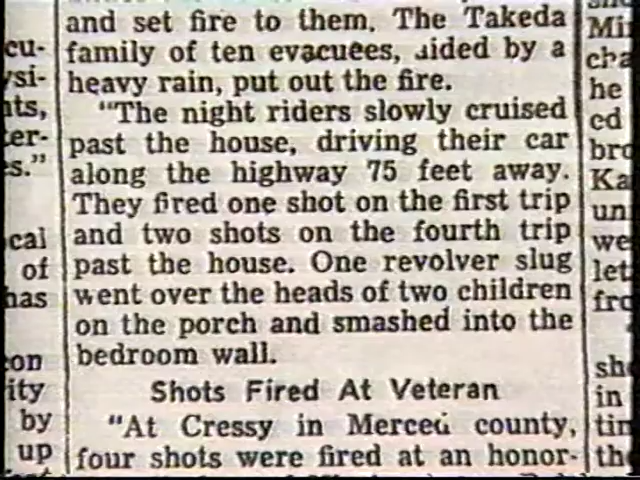 and set fire to them. The Takeda
family of ten evacuees, aided by a
heavy rain, put out the fire.
"The night riders slowly cruised
past the house, driving their car
along the highway 75 feet away.
They fired one shot on the first trip
and two shots on the fourth trip
past the house. One revolver slug
went over the heads of two children
on the porch and smashed into the
bedroom wall.
Shots Fired At Veteran
"At Cressy in Merced county,
four shots were fired at an honor-